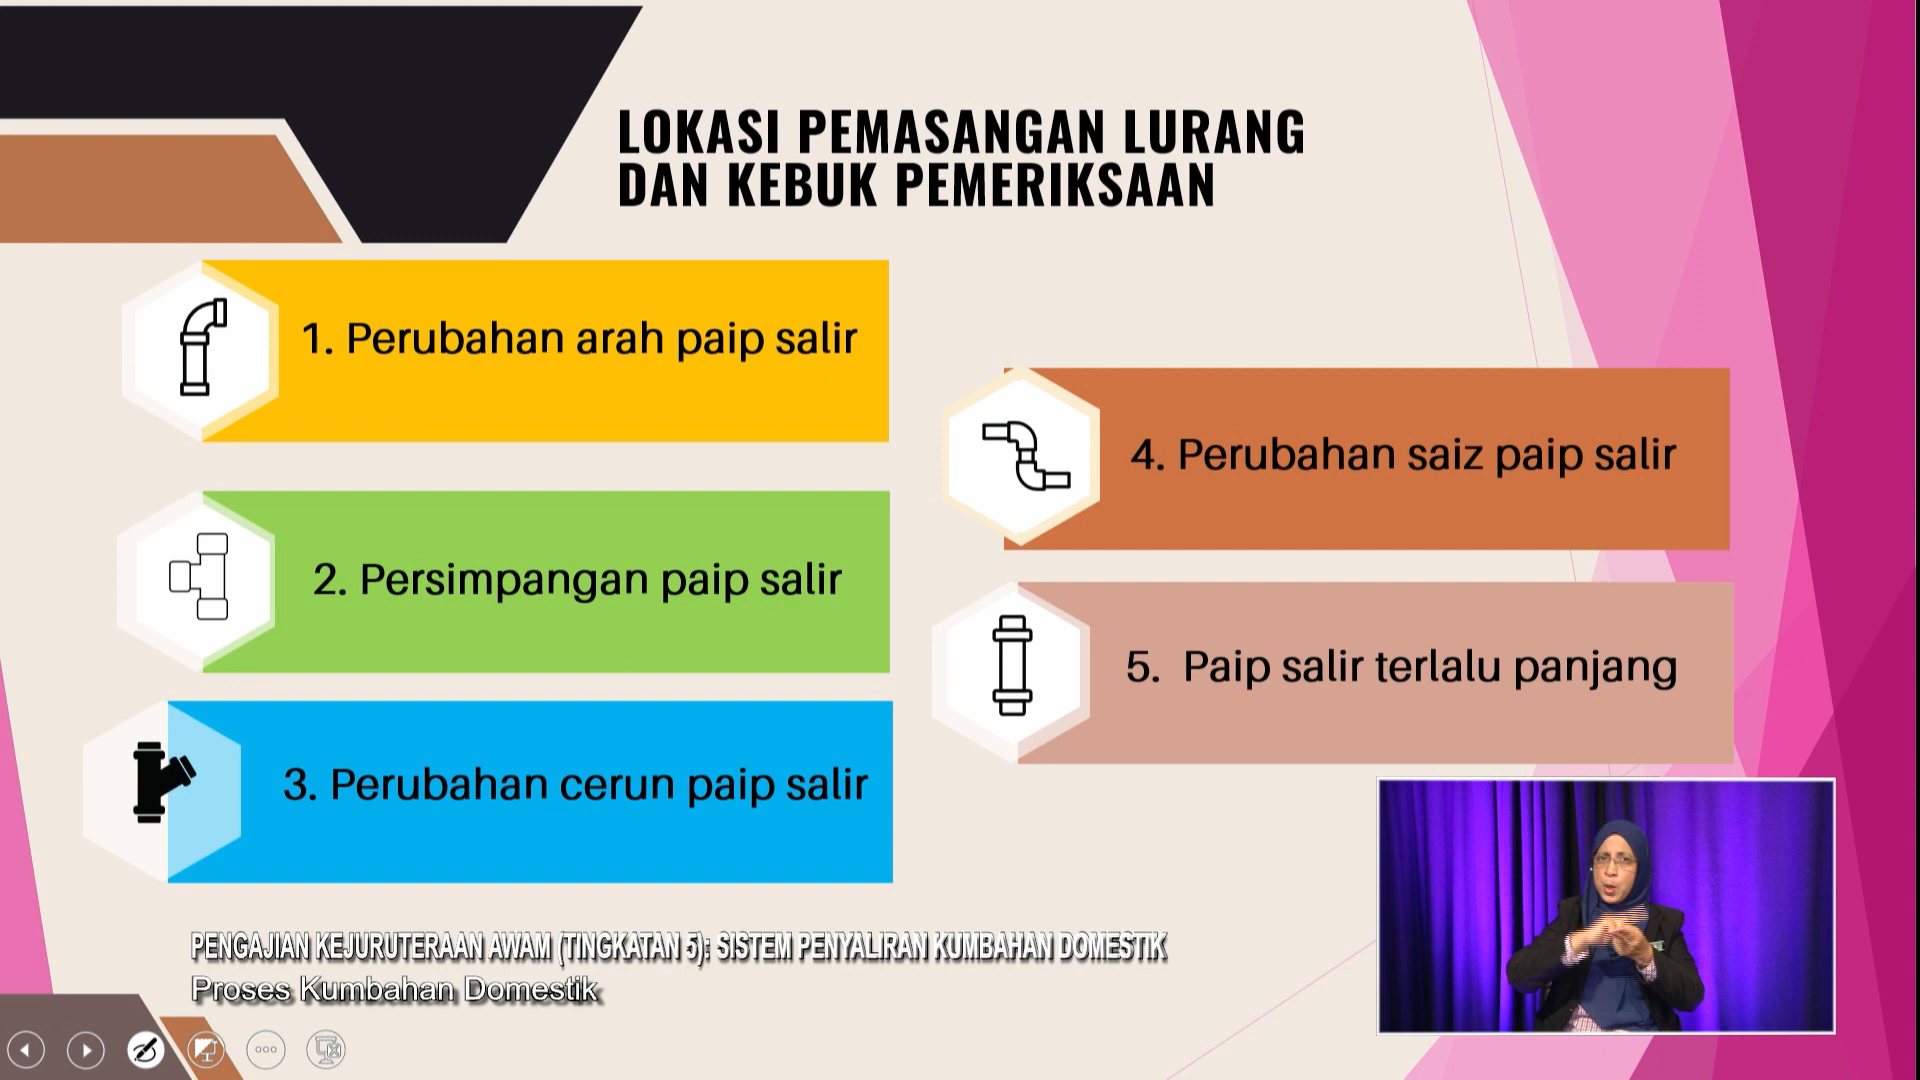 LOKASI PEMASANGAN LURANG
DAN KEBUK PEMERIKSAAN
1. Perubahan arah paip salir
2. Persimpangan paip salir
3. Perubahan cerun paip salir
4. Perubahan saiz paip salir
5. Paip salir terlalu panjang
PENGAJIAN KEJURUTERAAN AWAM (TINGKATAN 5): SISTEM PENYALIRAN KUMBAHAN DOMESTIK
Proses Kumbahan Domestik